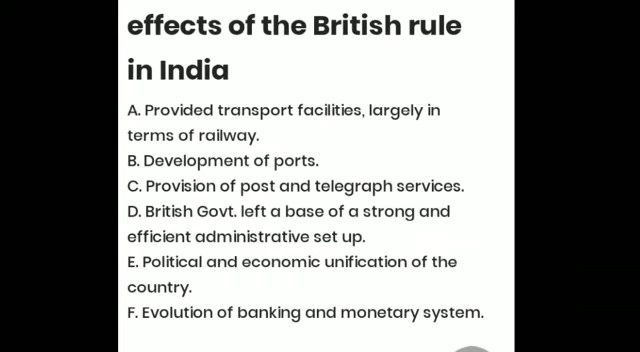 effects of the British rule
in India
A. Provided transport facilities, largely in
terms of railway.
B. Development of ports.
C. Provision of post and telegraph services.
D. British Govt. left a base of a strong and
efficient administrative set up.
E. Political and economic unification of the
country.
F. Evolution of banking and monetary system.